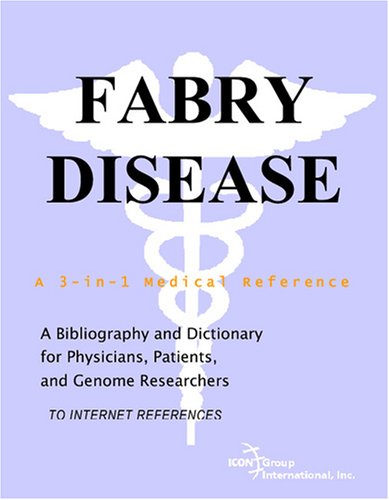 FABRY
DISEASE
A 3-in-1 Medical Reference
A Bibliography and Dictionary
for Physicians, Patients,
and Genome Researchers
TO INTERNET REFERENCES
ICON Group
International, Inc.